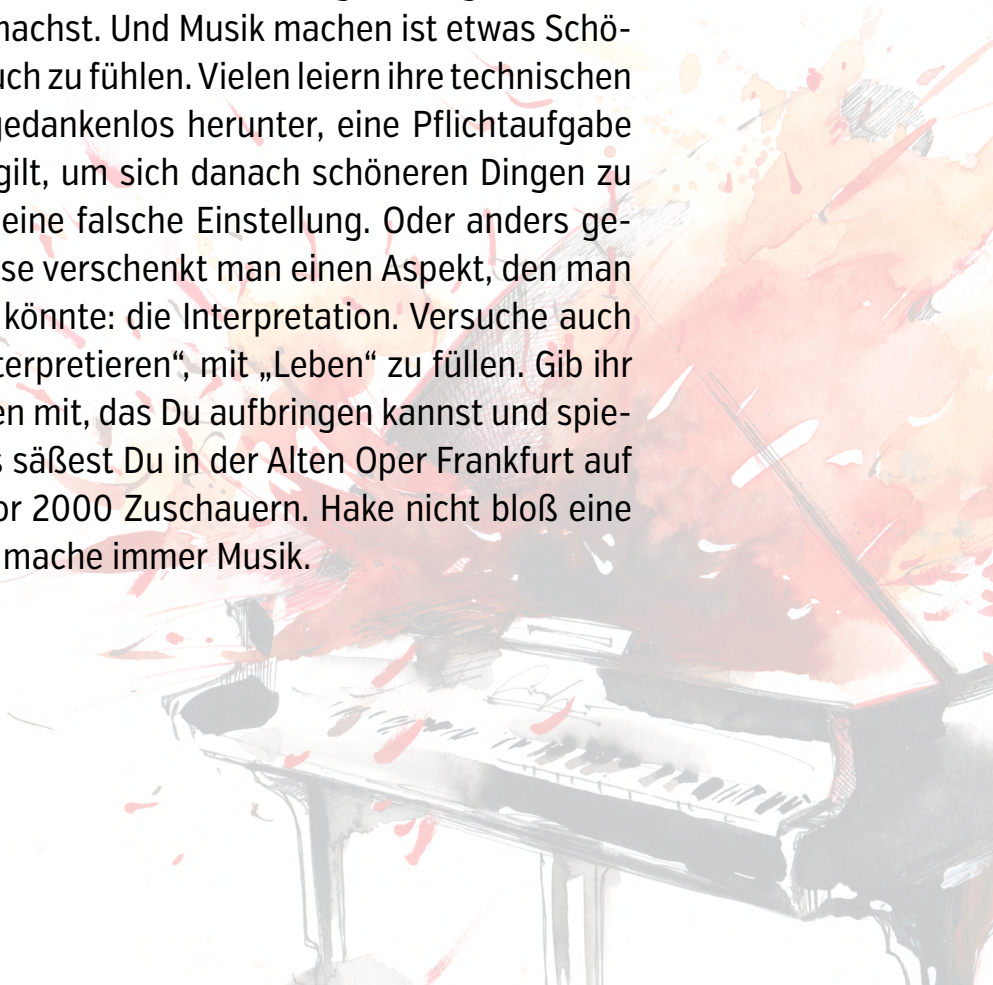 machst. Und Musik machen ist etwas Schö-
uch zu fühlen. Vielen leiern ihre technischen
gedankenlos herunter, eine Pflichtaufgabe
gilt, um sich danach schöneren Dingen zu
eine falsche Einstellung. Oder anders ge-
se verschenkt man einen Aspekt, den man
könnte: die Interpretation. Versuche auch
terpretieren“, mit „Leben“ zu füllen. Gib ihr
en mit, das Du aufbringen kannst und spie-
s säßest Du in der Alten Oper Frankfurt auf
or 2000 Zuschauern. Hake nicht bloß eine
mache immer Musik.